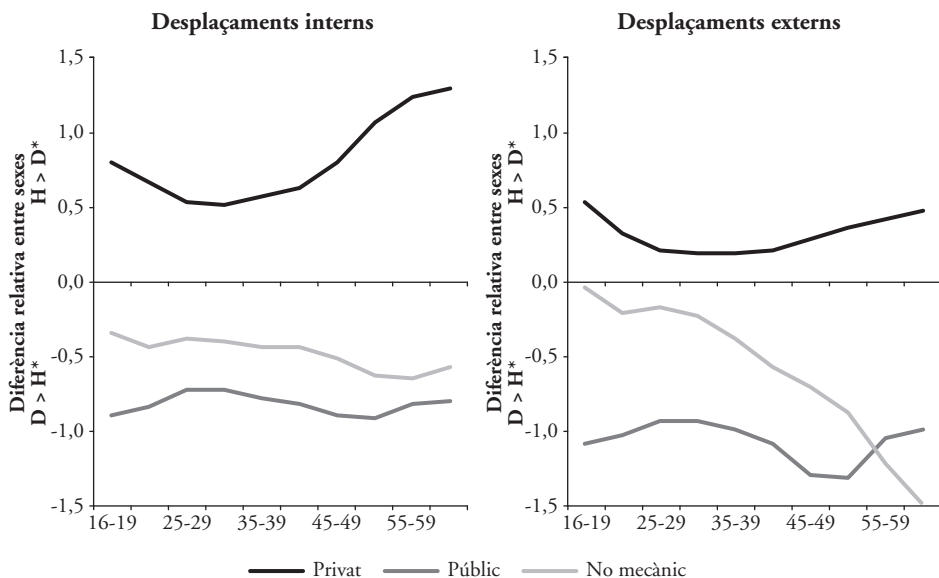 Desplaçaments interns
Diferència relativa entre sexes
D > H* H > D*
1,5
1,0
0,5
0,0
-0,5
-1,0
-1,5
16-19 25-29 35-39 45-49 55-59
Desplaçaments externs
Diferència relativa entre sexes
D > H* H > D*
1,5
1,0
0,5
0,0
-0,5
-1,0
-1,5
16-19 25-29 35-39 45-49 55-59
Privat Públic No mecànic